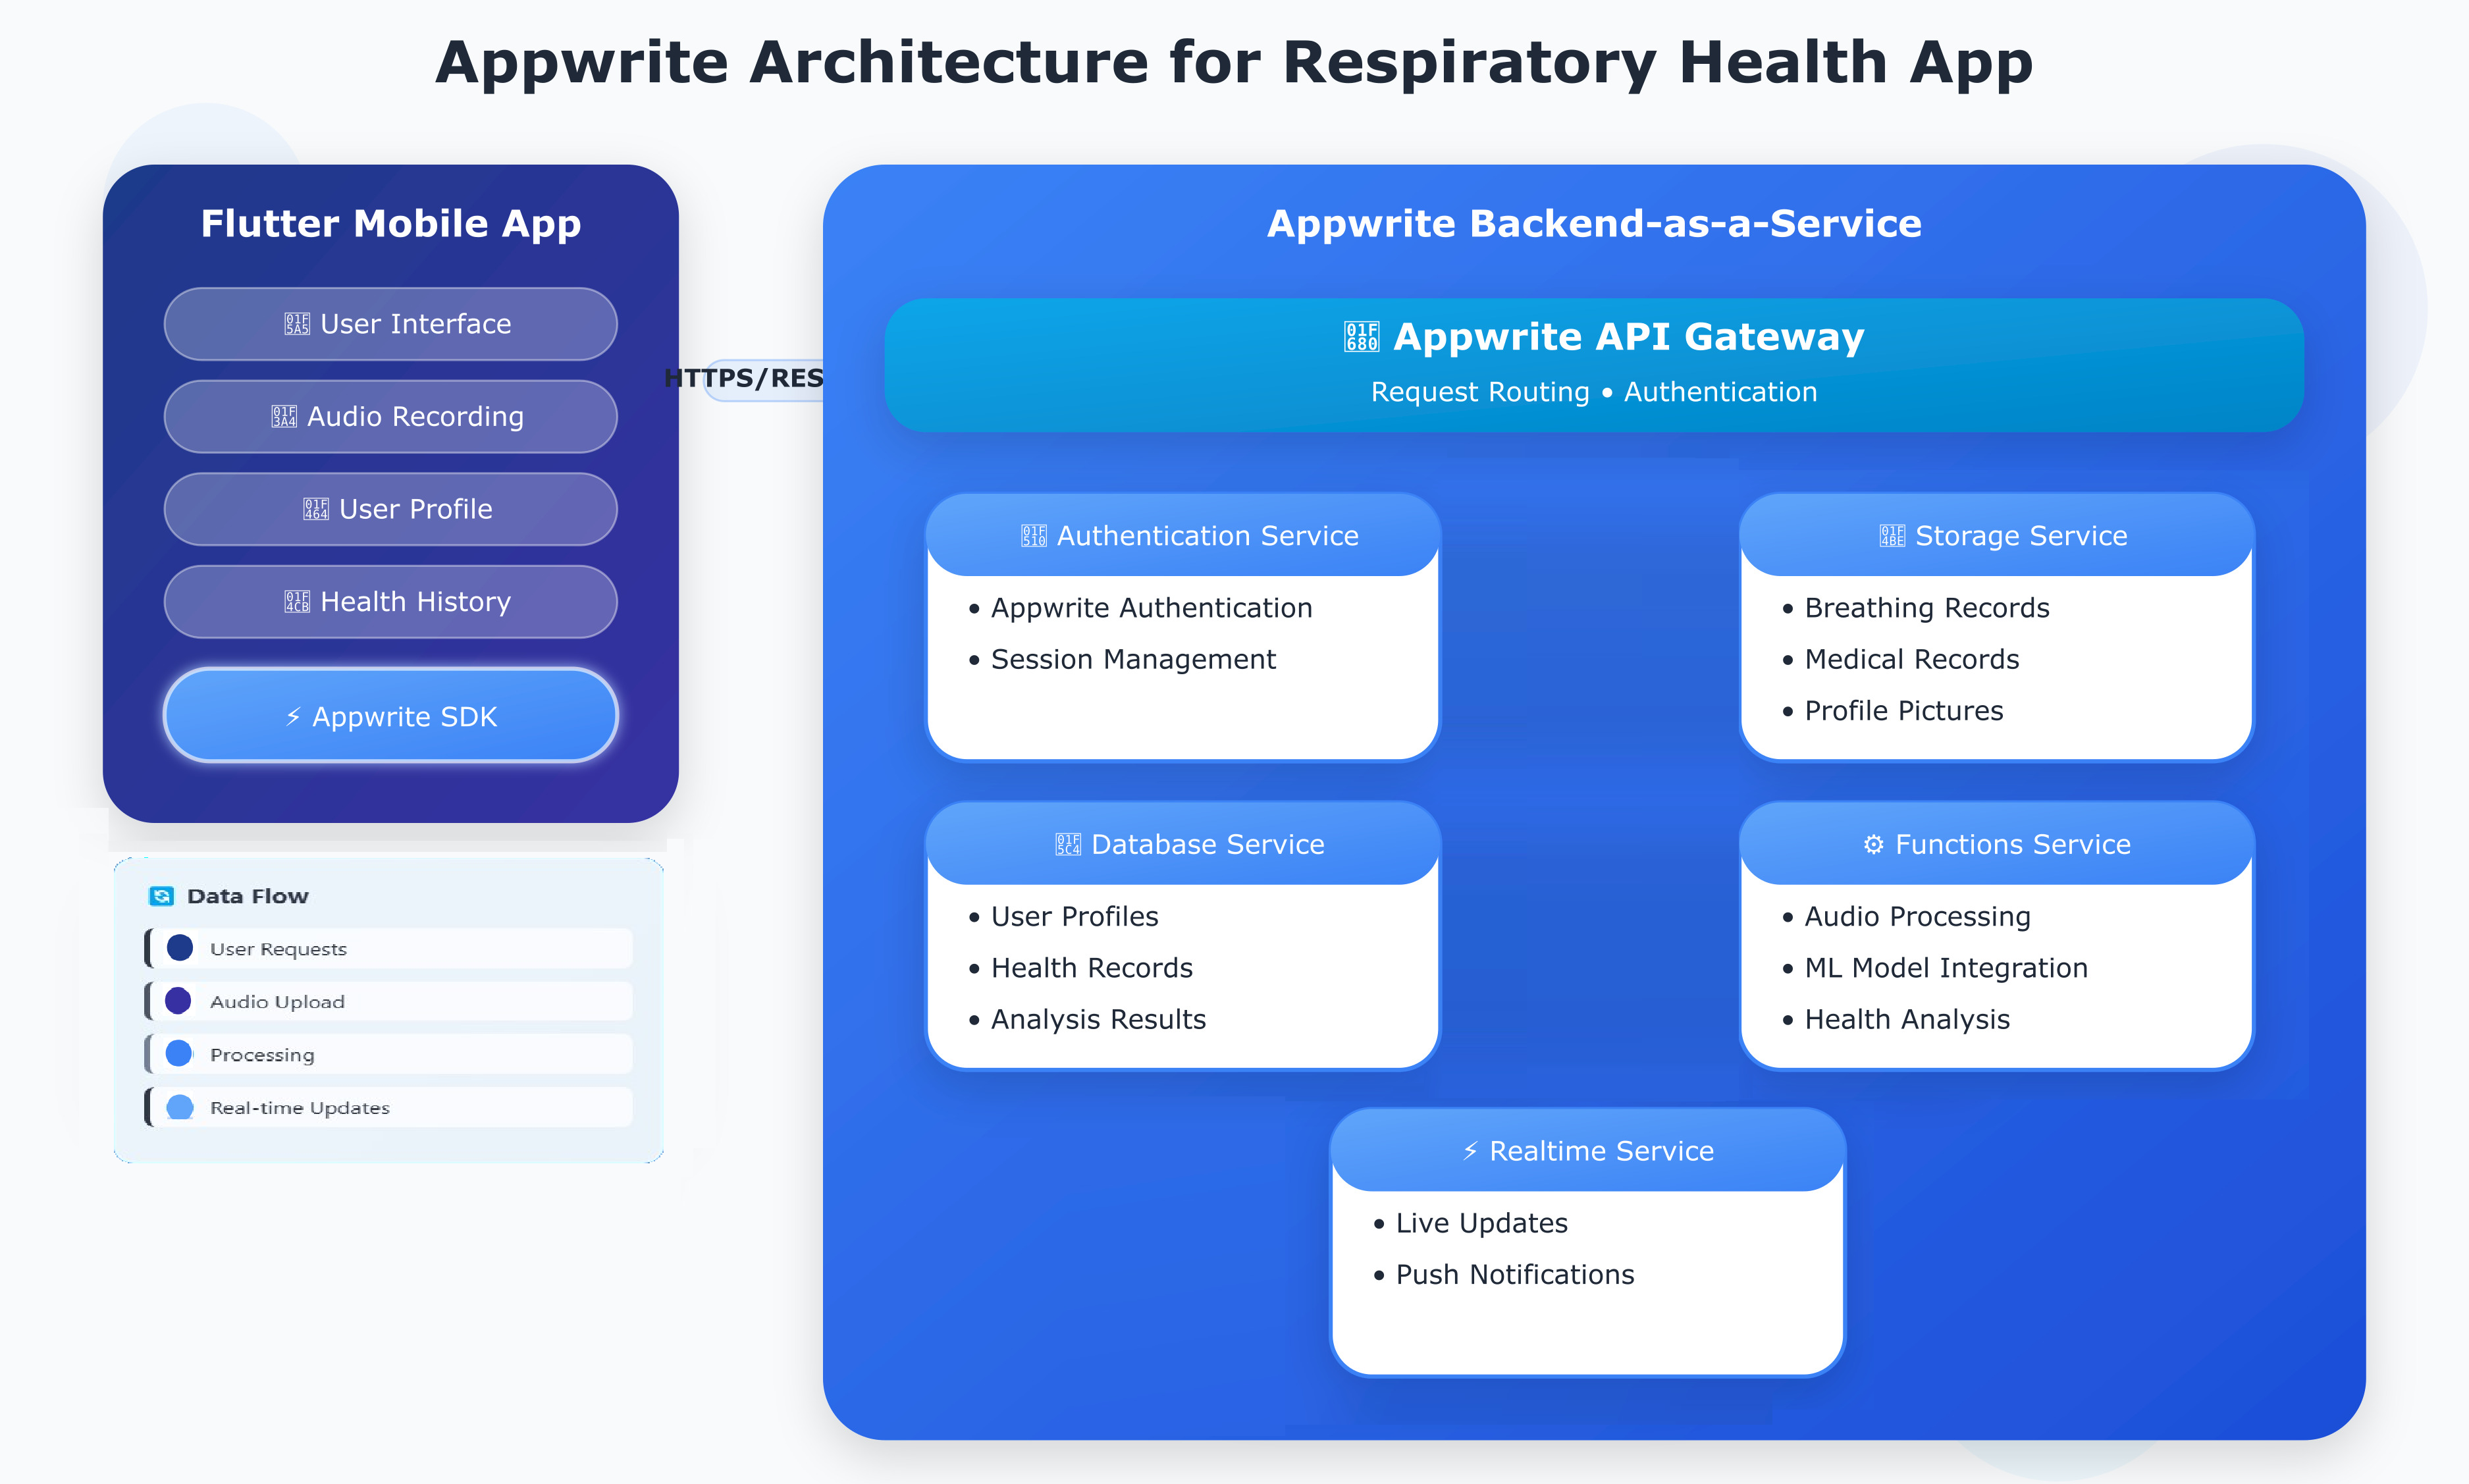 Appwrite Architecture for Respiratory Health App
Flutter Mobile App
User Interface
Audio Recording
User Profile
Health History
⚡ Appwrite SDK
Data Flow
User Requests
Audio Upload
Processing
Real-time Updates
HTTPS/RES
Appwrite Backend-as-a-Service
Appwrite API Gateway
Request Routing • Authentication
Authentication Service
• Appwrite Authentication
• Session Management
Storage Service
• Breathing Records
• Medical Records
• Profile Pictures
Database Service
• User Profiles
• Health Records
• Analysis Results
⚙ Functions Service
• Audio Processing
• ML Model Integration
• Health Analysis
⚡ Realtime Service
• Live Updates
• Push Notifications